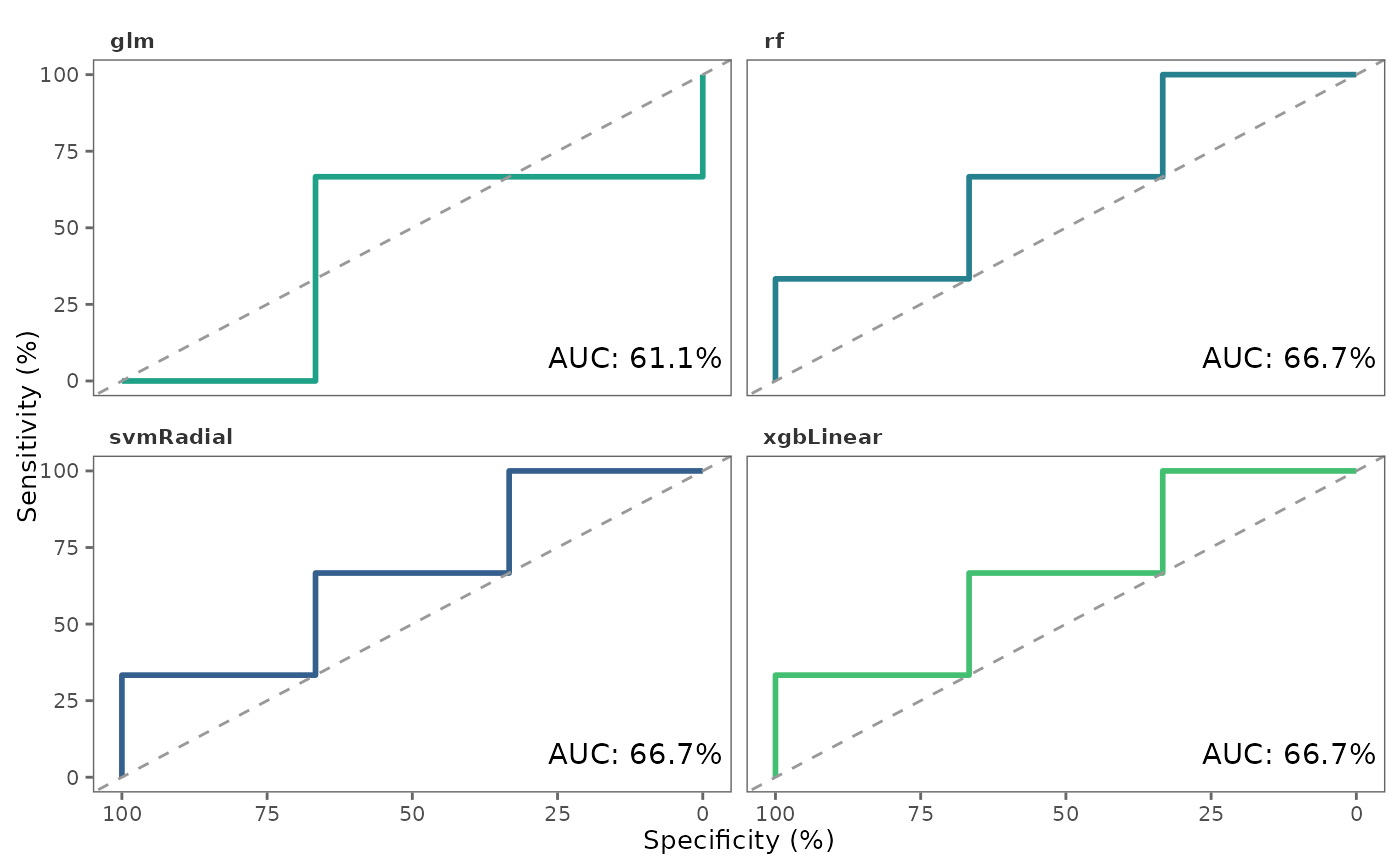 glm
rf
100
75
50
25
0
AUC: 61.1%
AUC: 66.7%
Sensitivity (%)
svmRadial
xgbLinear
100
75
50
25
0
AUC: 66.7%
AUC: 66.7%
100 75 50 25 0 100 75 50 25 0
Specificity (%)